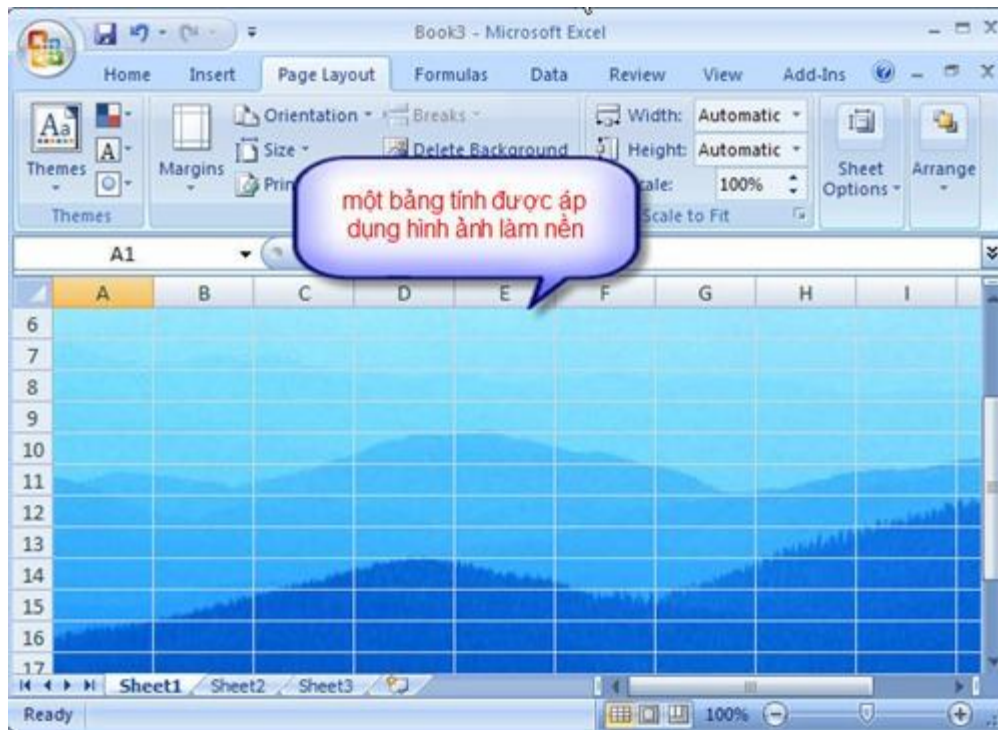 Book3 - Microsoft Excel
Home Insert Page Layout Formulas Data Review View Add-Ins
Orientation Breaks Width: Automatic
Aa
Themes Margins Size Delete Background Height: Automatic Sheet Options Arrange
100%
Themes Scale to Fit
một bảng tính được áp
dụng hình ảnh làm nền
A1
A B C D E F G H I
6
7
8
9
10
11
12
13
14
15
16
17
Sheet1 Sheet2 Sheet3
Ready 100%